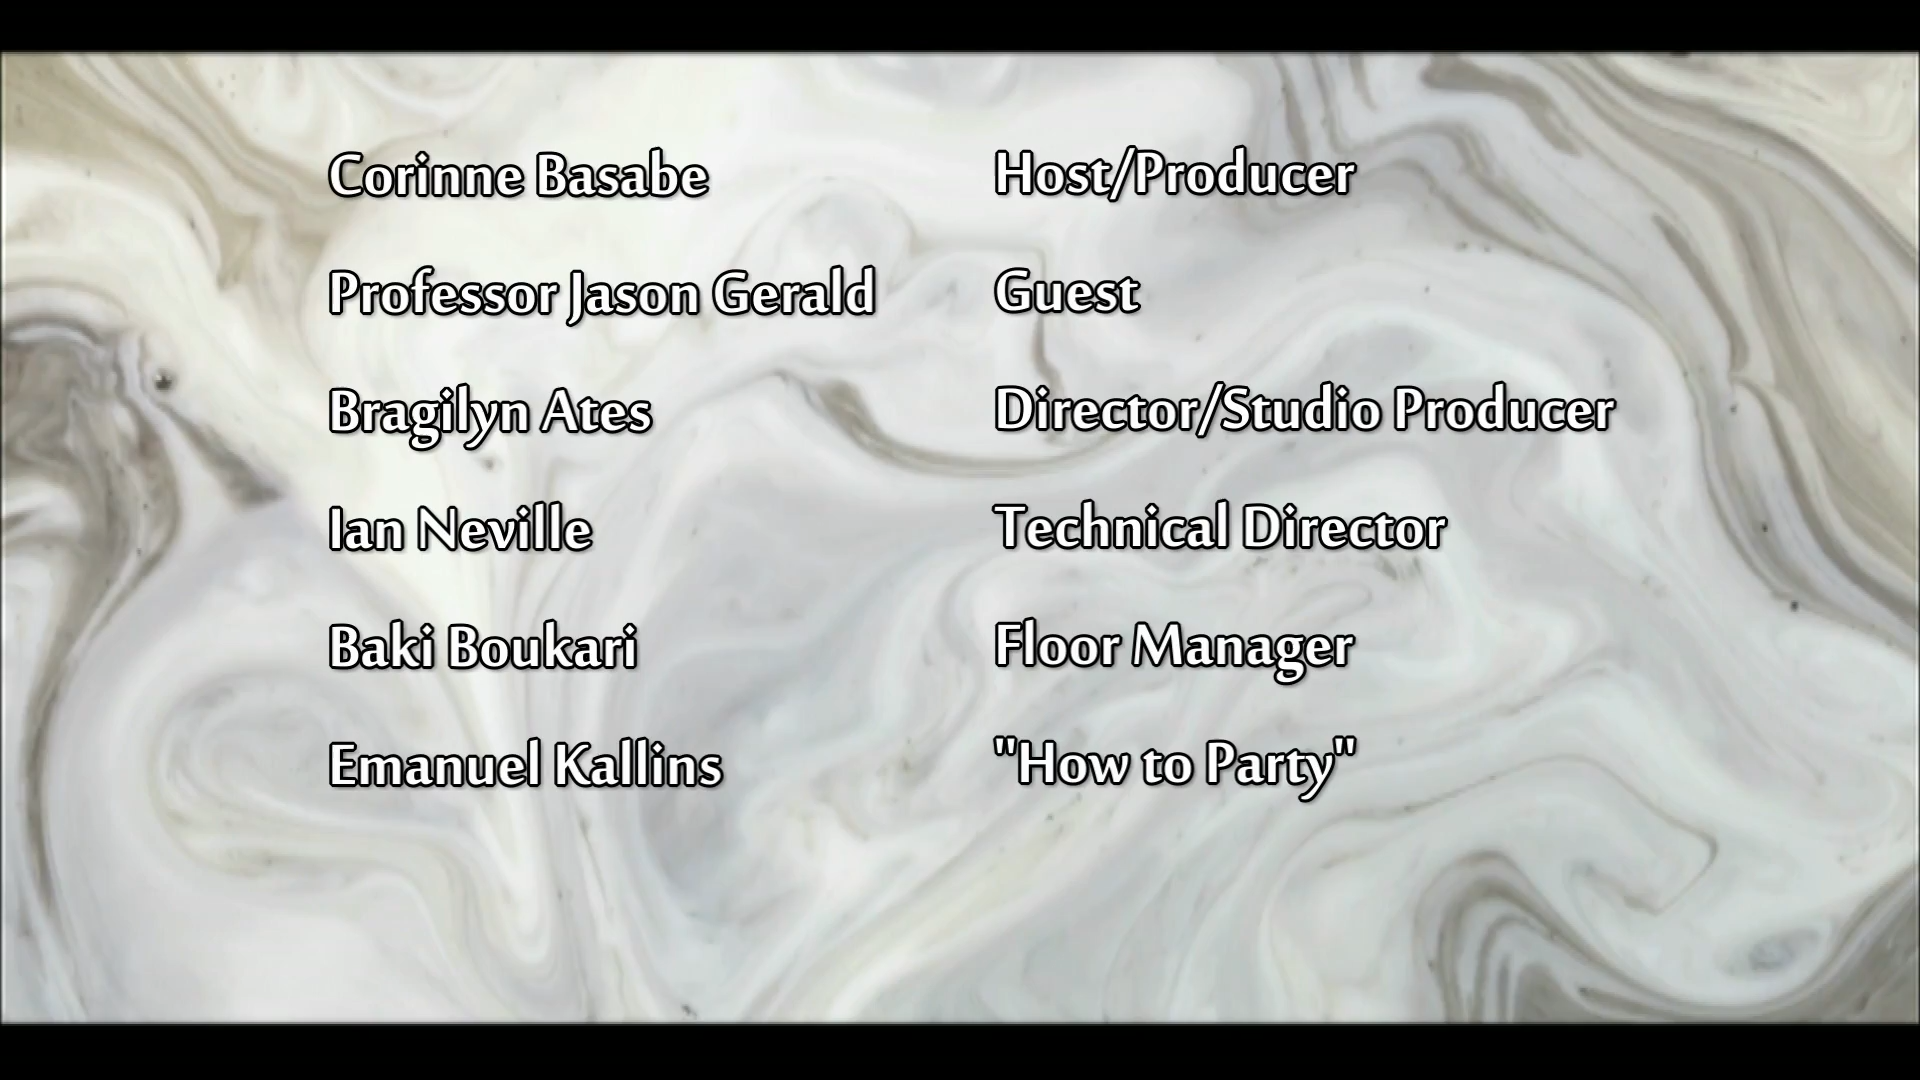 Corinne Basabe Host/Producer
Professor Jason Gerald Guest
Bragilyn Ates Director/Studio Producer
Ian Neville Technical Director
Baki Boukari Floor Manager
Emanuel Kallins "How to Party"